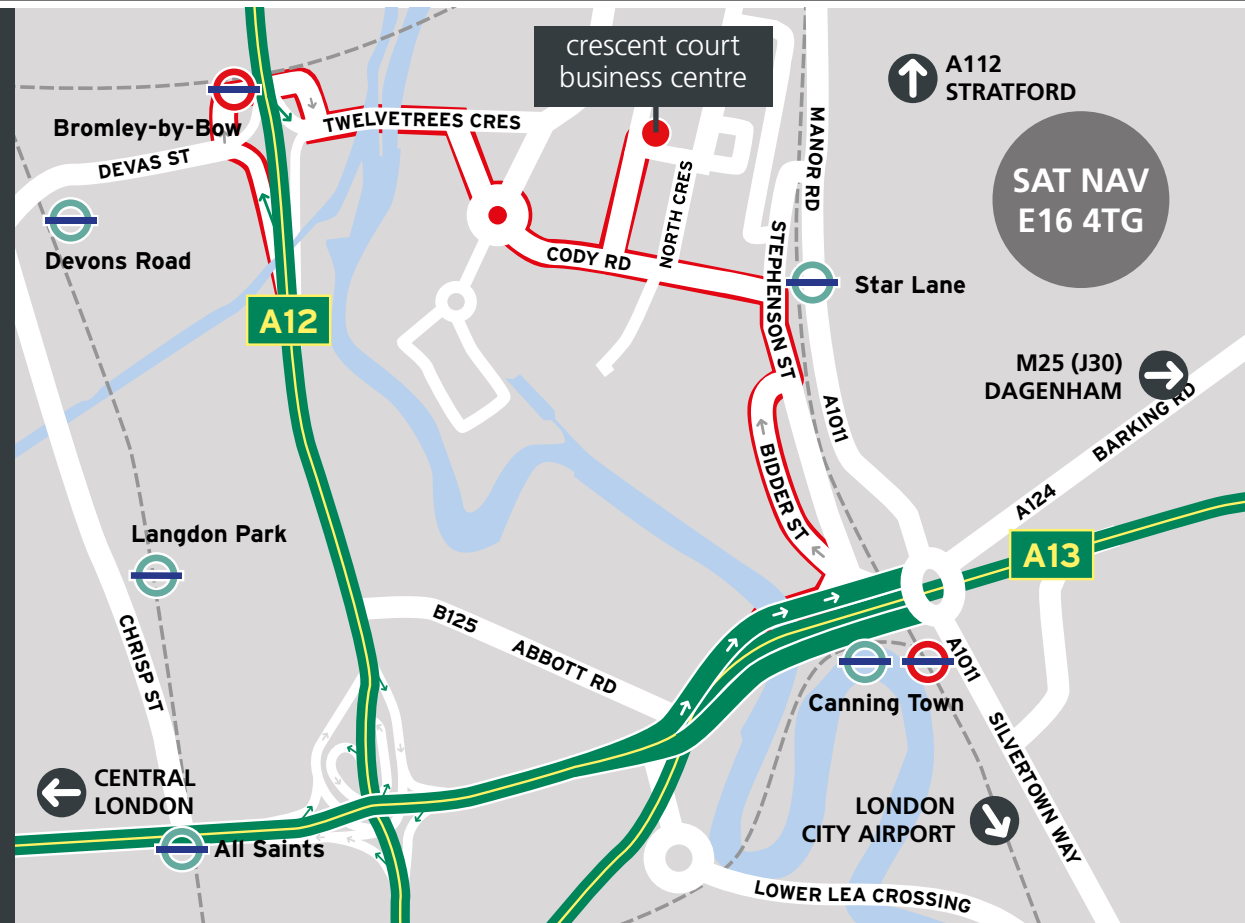 crescent court
business centre
A112
STRATFORD
Bromley-by-Bow
TWELVETREES CRES
MANOR RD
DEVAS ST
SAT NAV
E16 4TG
NORTH CRES
Devons Road
CODY RD
STEPHENSON ST
Star Lane
A12
M25 (J30)
DAGENHAM
BARKING RD
A1011
BIDDER ST
A124
Langdon Park
A13
B125
ABBOTT RD
CHRISP ST
A1011
Canning Town
SILVERTOWN WAY
CENTRAL
LONDON
LONDON
CITY AIRPORT
All Saints
LOWER LEA CROSSING